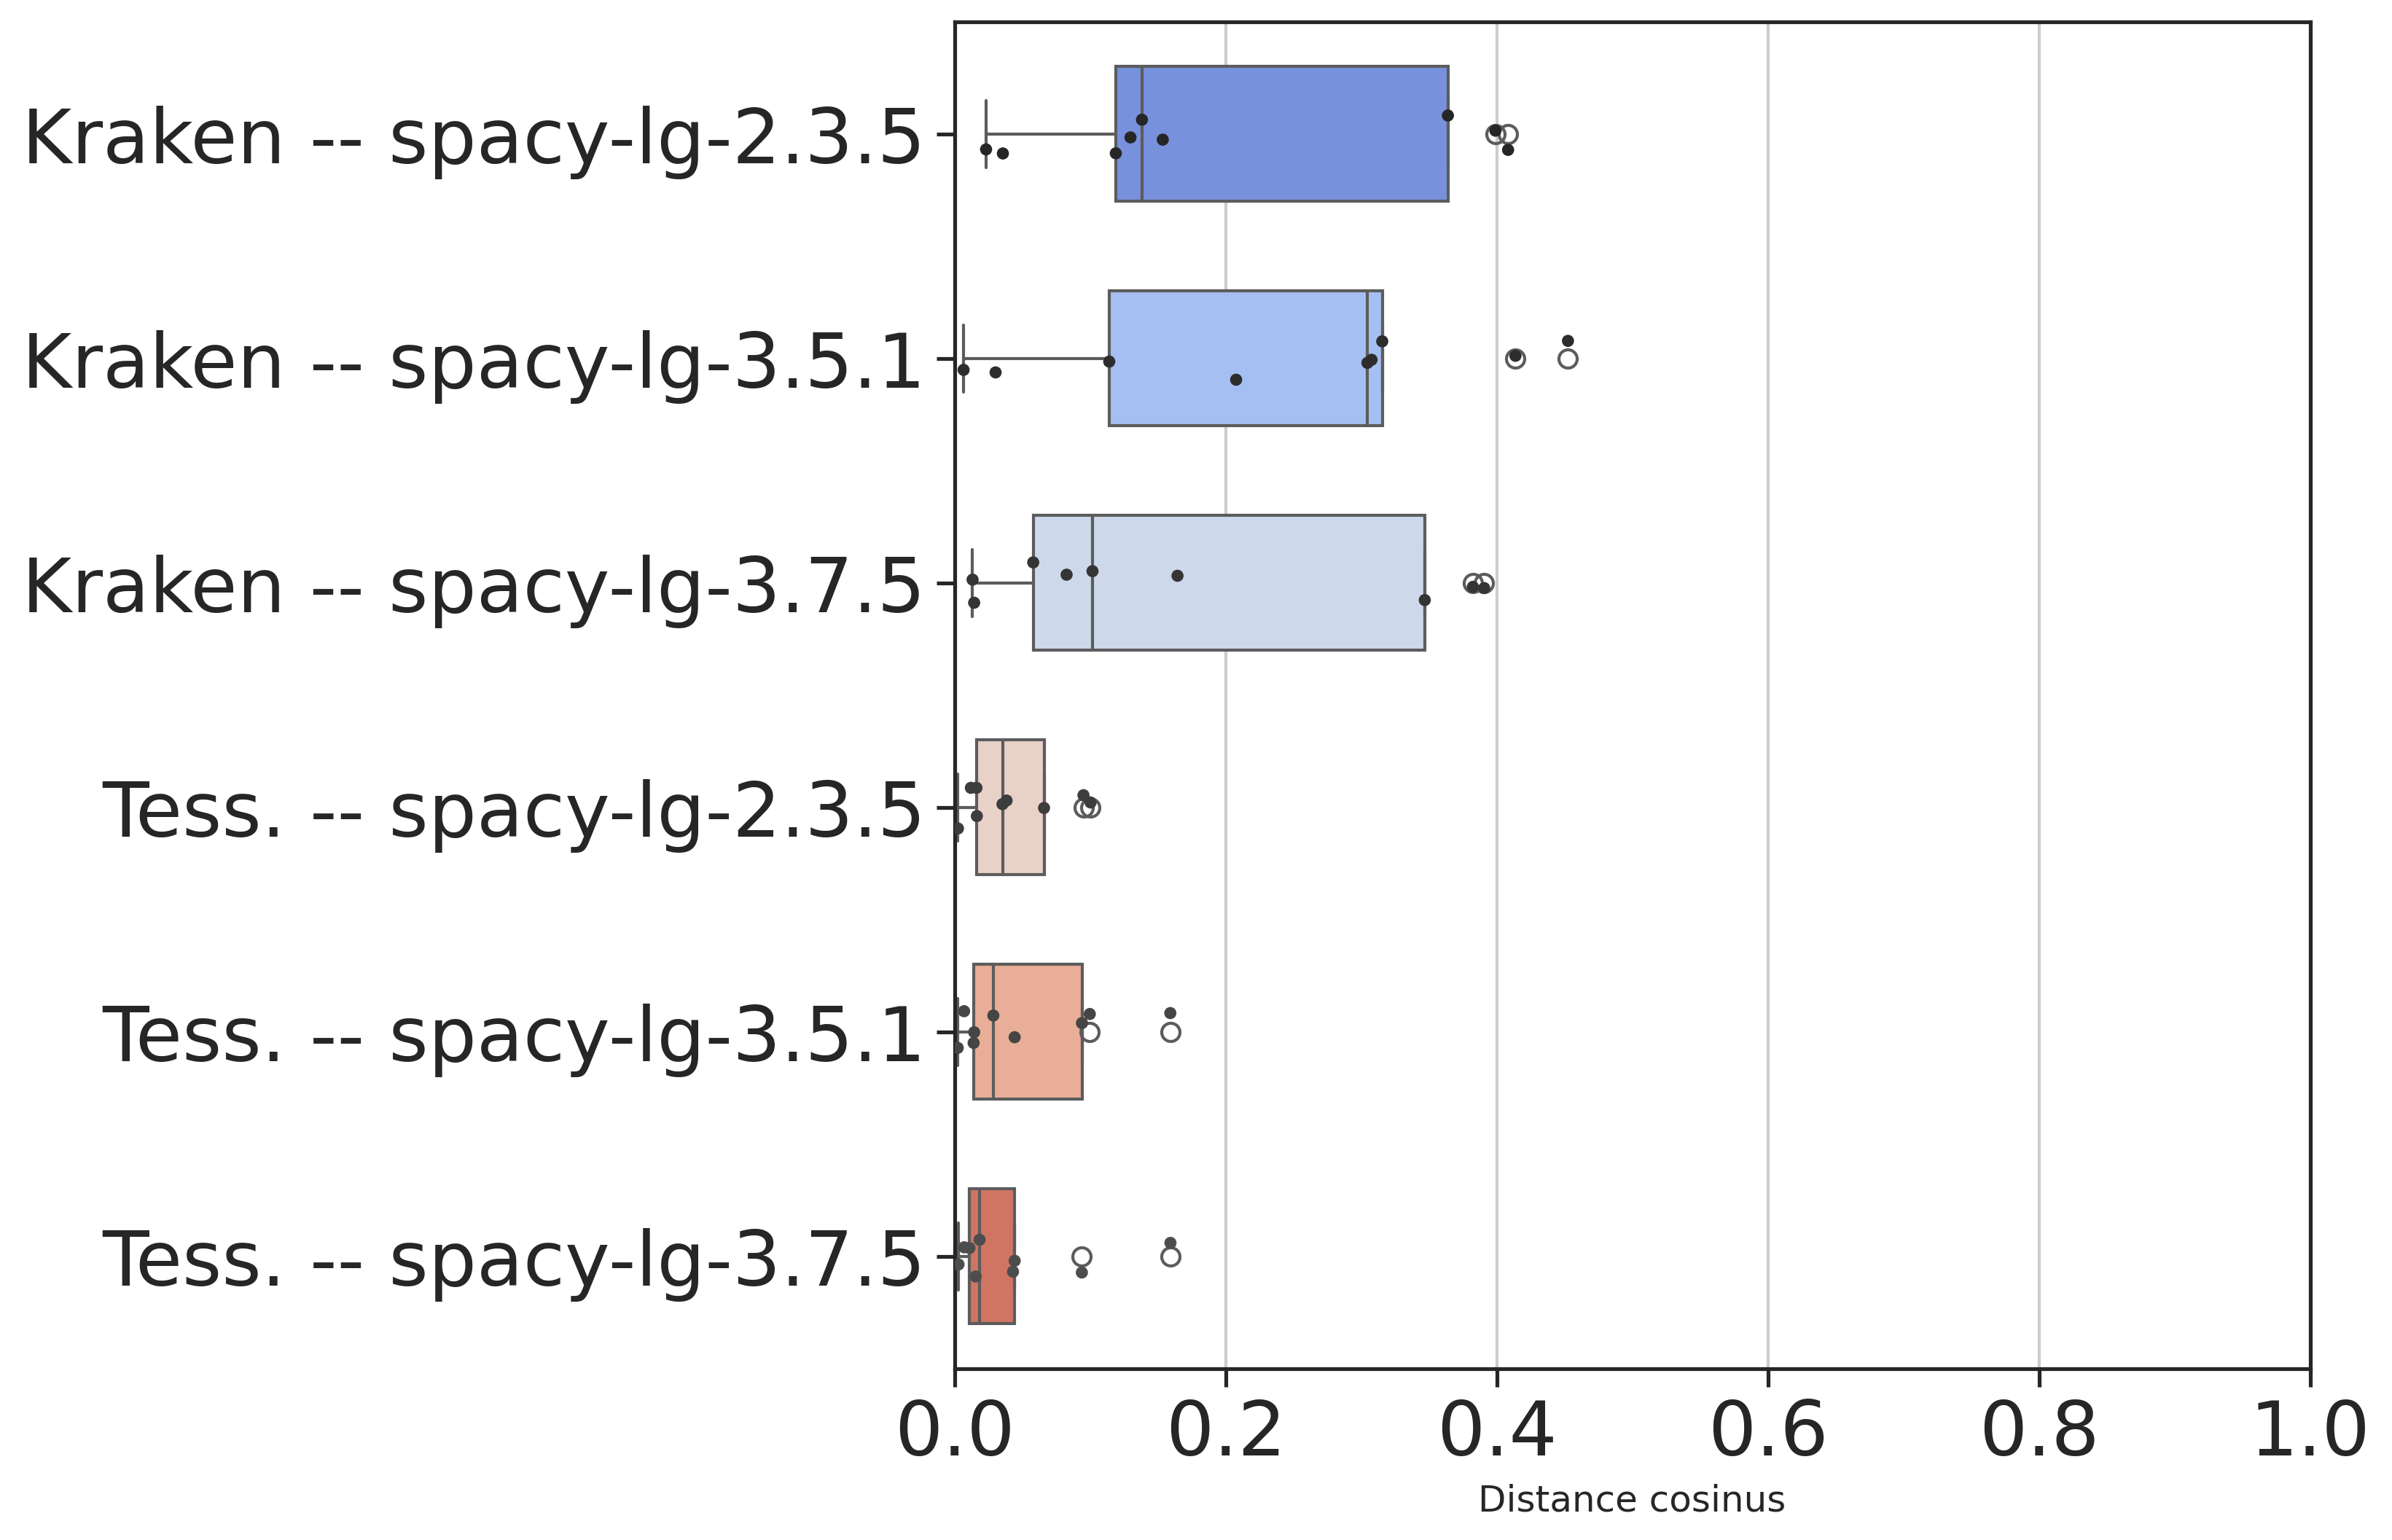 Kraken -- spacy-lg-2.3.5
Kraken -- spacy-lg-3.5.1
Kraken -- spacy-lg-3.7.5
Tess. -- spacy-lg-2.3.5
Tess. -- spacy-lg-3.5.1
Tess. -- spacy-lg-3.7.5
0.0 0.2 0.4 0.6 0.8 1.0
Distance cosinus